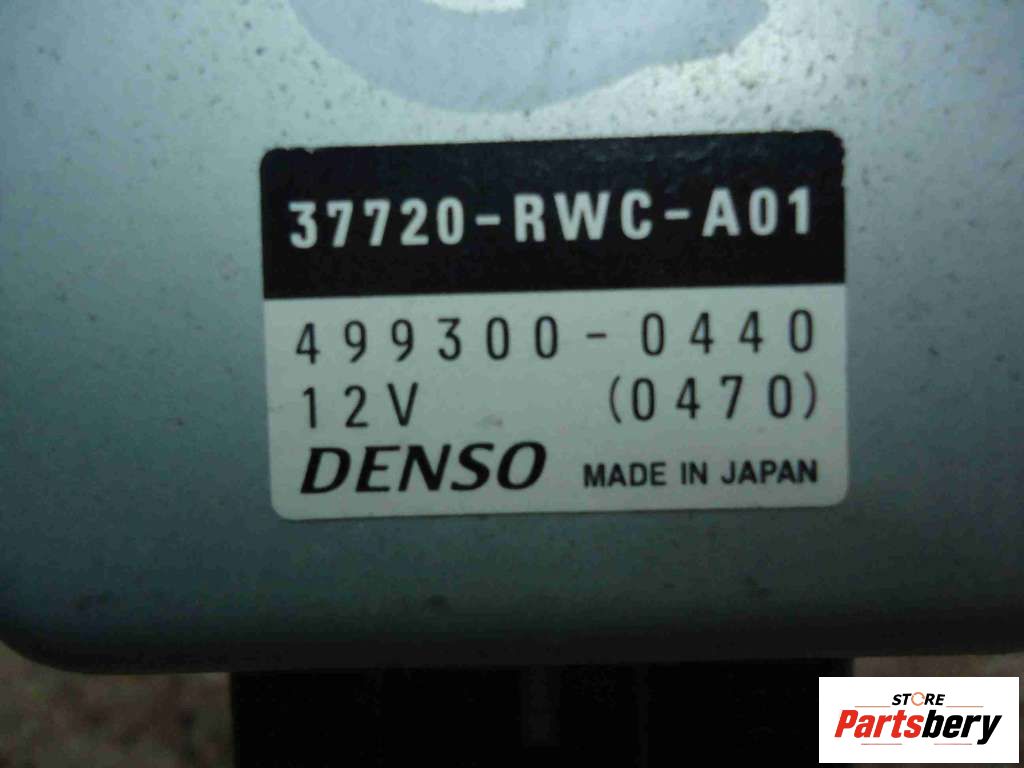 37720-RWC-A01
499300-0440
12V (0470)
DENSO MADE IN JAPAN
STORE
Partsbery